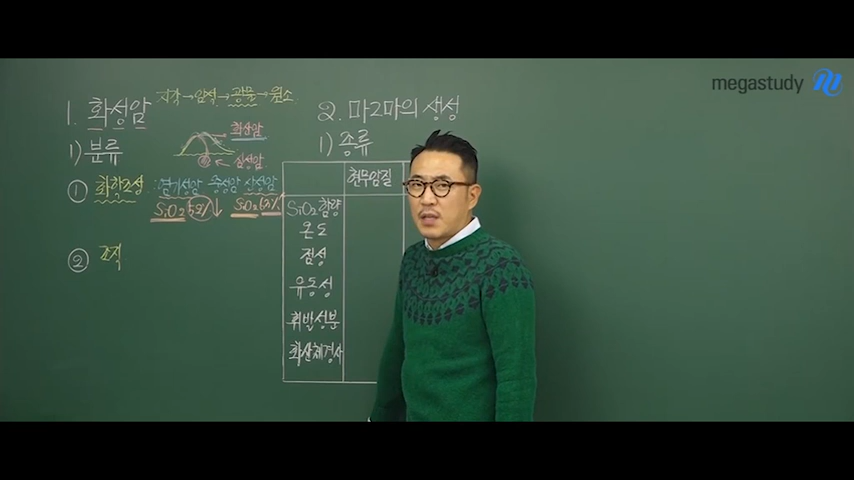 megastudy
지각→암석→광물→원소
1. 화성암
화산암
심성암
1) 분류
① 화학조성 : 염기성암 중성암 산성암
SiO2 52%↓ SiO2 63%
② 조직
2. 마그마의 생성
1) 종류
현무암질
SiO2 함량
온도
점성
유동성
휘발성분
화산체경사